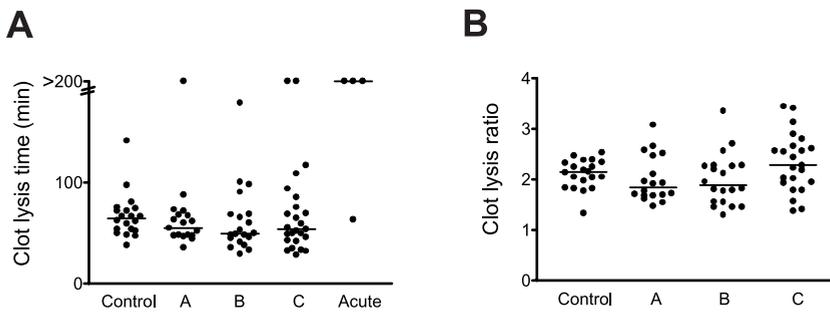 A
Clot lysis time (min)
>200
100
0
Control
A
B
C
Acute
B
Clot lysis ratio
4
3
2
1
0
Control
A
B
C